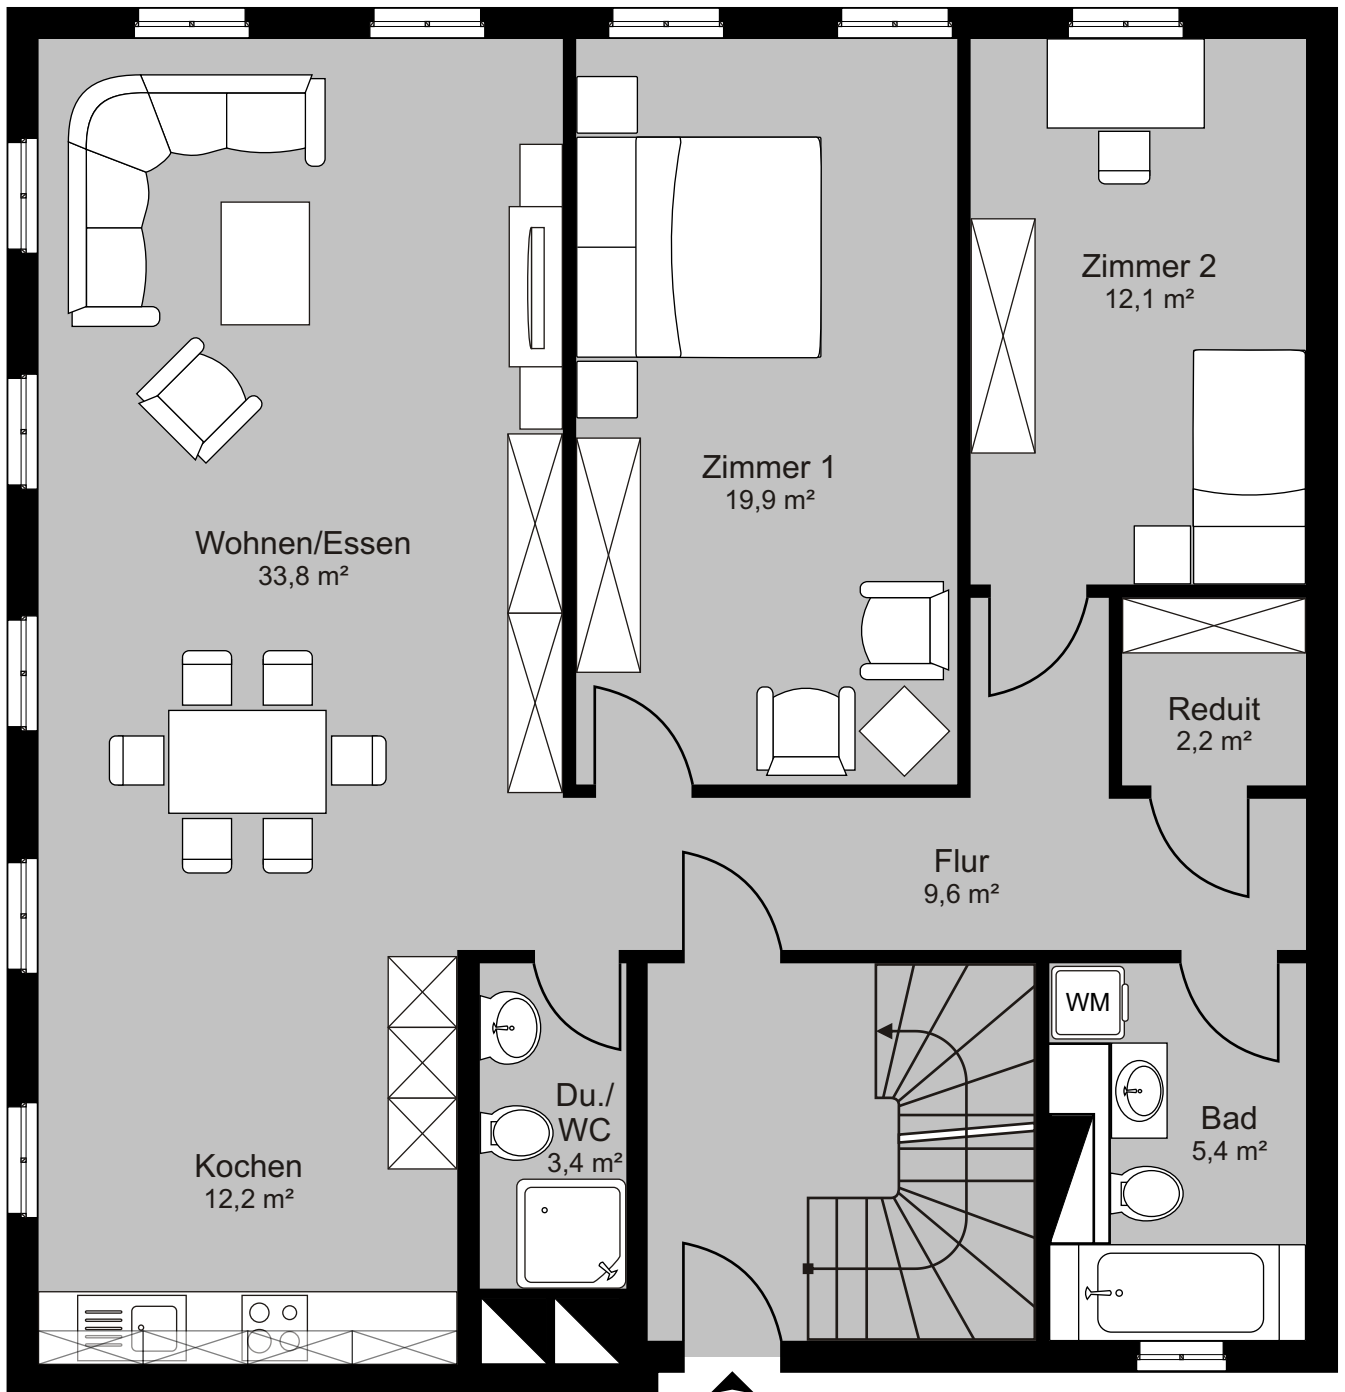 Zimmer 2
12,1 m²
Zimmer 1
19,9 m²
Wohnen/Essen
33,8 m²
Reduit
2,2 m²
Flur
9,6 m²
WM
Du./
WC
3,4 m²
Bad
5,4 m²
Kochen
12,2 m²